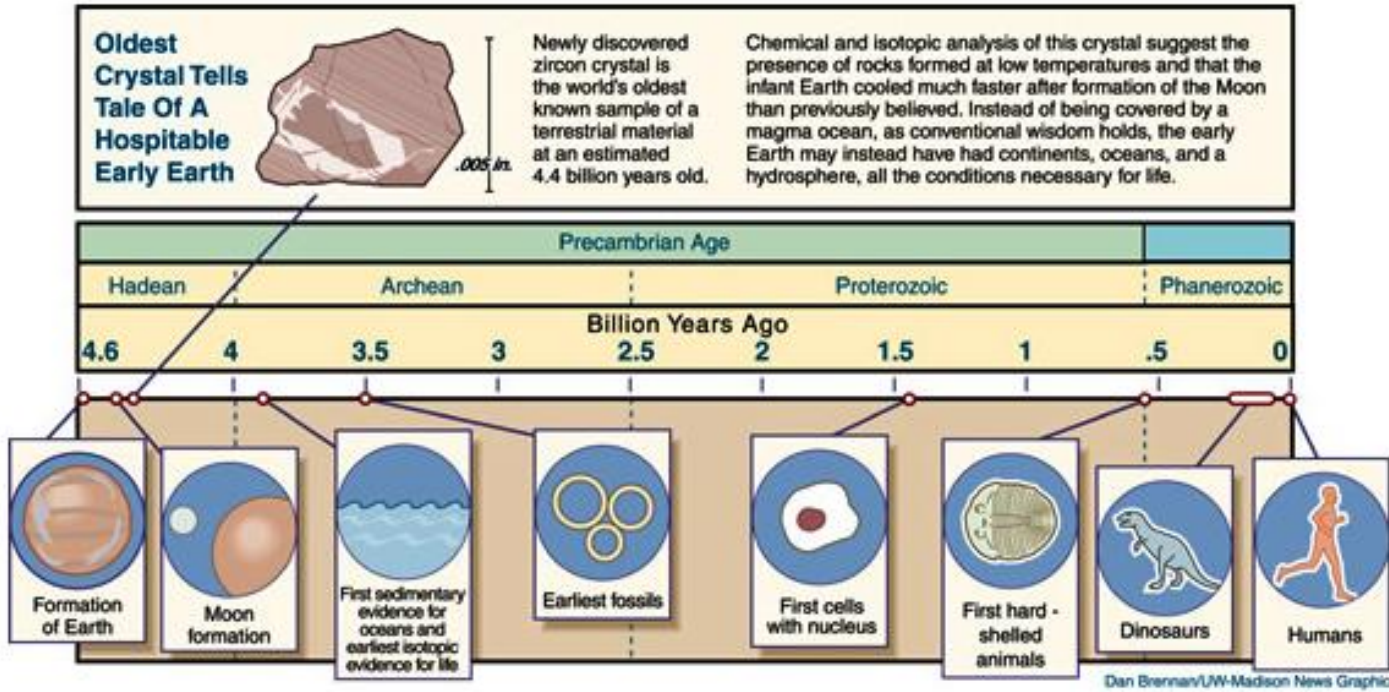 Oldest
Crystal Tells
Tale Of A
Hospitable
Early Earth
.005 in.
Newly discovered
zircon crystal is
the world's oldest
known sample of a
terrestrial material
at an estimated
4.4 billion years old.
Chemical and isotopic analysis of this crystal suggest the
presence of rocks formed at low temperatures and that the
infant Earth cooled much faster after formation of the Moon
than previously believed. Instead of being covered by a
magma ocean, as conventional wisdom holds, the early
Earth may instead have had continents, oceans, and a
hydrosphere, all the conditions necessary for life.
Precambrian Age
Hadean Archean Proterozoic Phanerozoic
Billion Years Ago
4.6 4 3.5 3 2.5 2 1.5 1 .5 0
Formation
of Earth
Moon
formation
First sedimentary
evidence for
oceans and
earliest isotopic
evidence for life
Earliest fossils
First cells
with nucleus
First hard -
shelled
animals
Dinosaurs
Humans
Dan Brennan/UW-Madison News Graphic